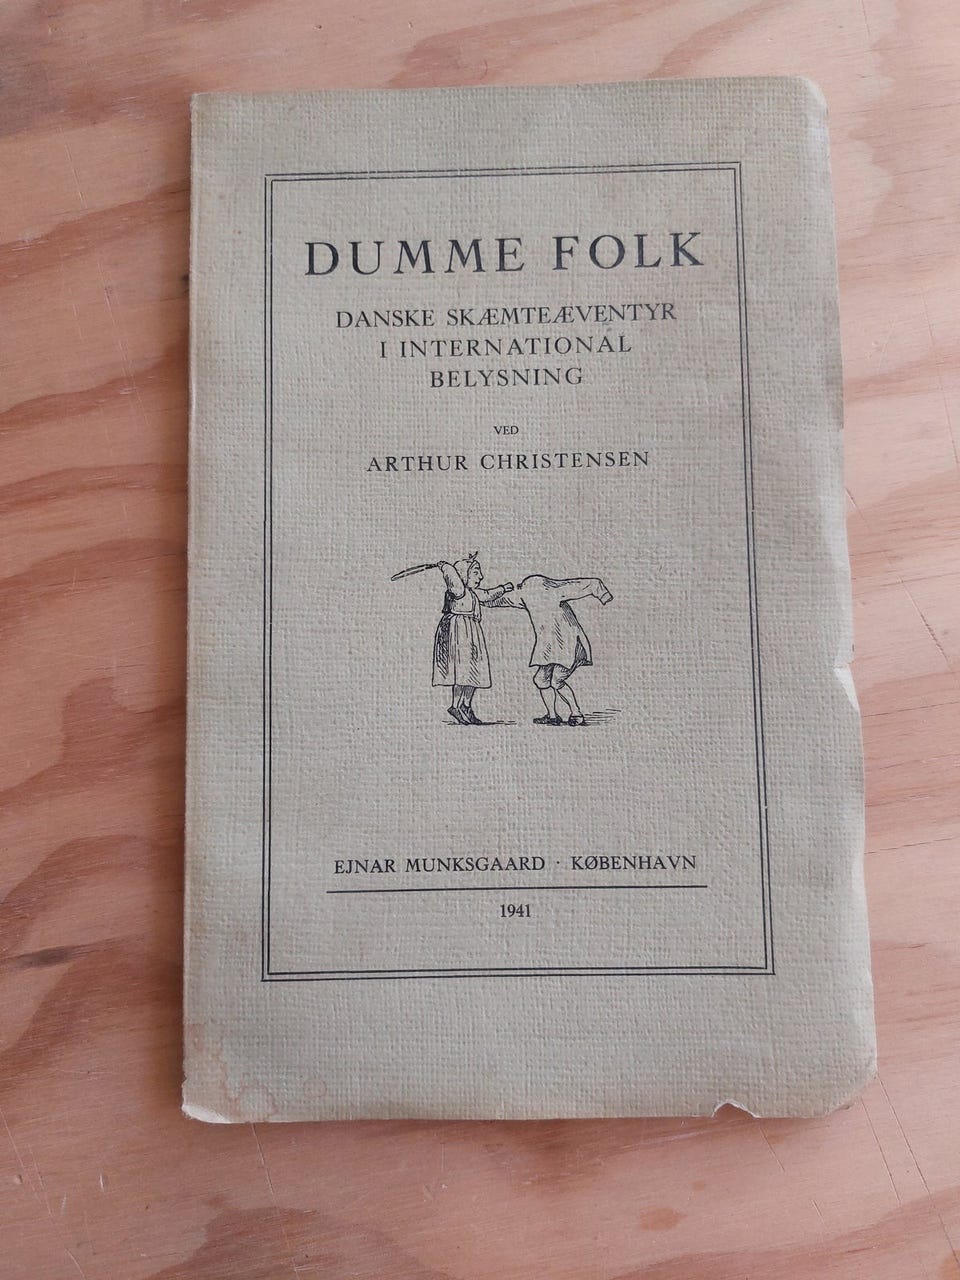 DUMME FOLK
DANSKE SKÆMTEÆVENTYR
I INTERNATIONAL
BELYSNING
VED
ARTHUR CHRISTENSEN
EJNAR MUNKSGAARD · KØBENHAVN
1941